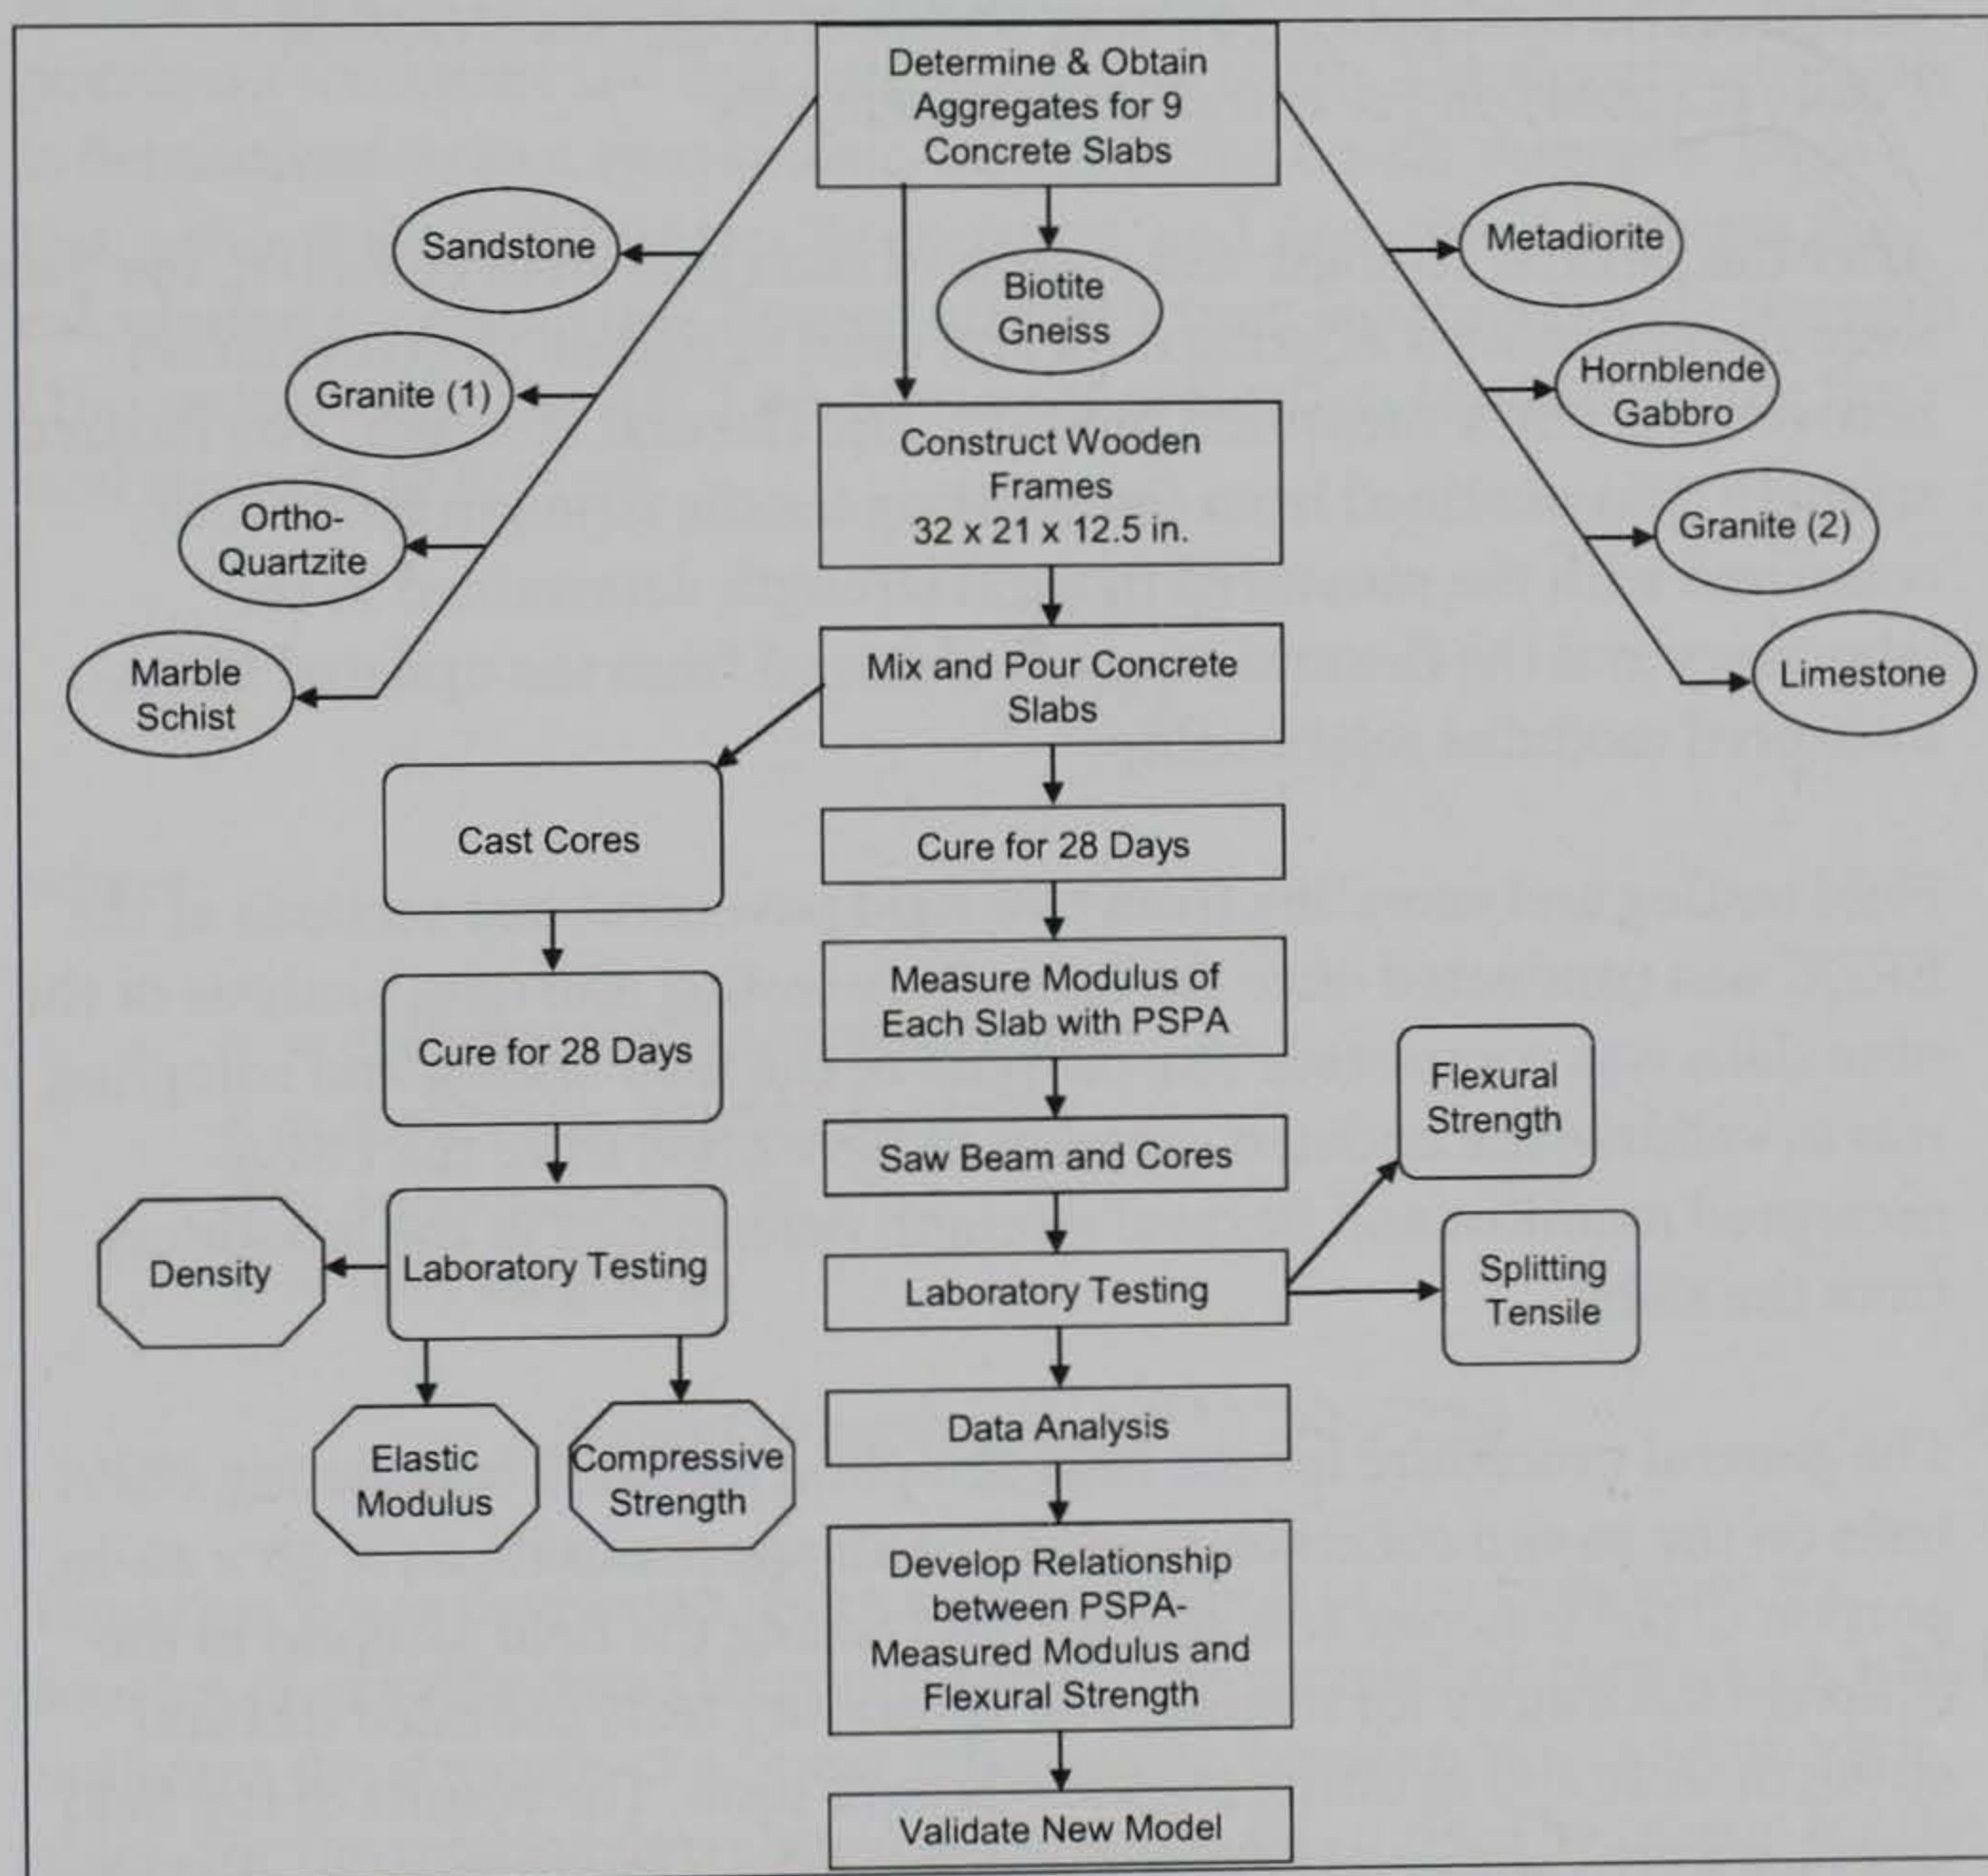 Determine & Obtain
Aggregates for 9
Concrete Slabs
Sandstone
Granite (1)
Ortho-
Quartzite
Marble
Schist
Biotite
Gneiss
Metadiorite
Hornblende
Gabbro
Granite (2)
Limestone
Construct Wooden
Frames
32 x 21 x 12.5 in.
Mix and Pour Concrete
Slabs
Cast Cores
Cure for 28 Days
Laboratory Testing
Density
Elastic
Modulus
Compressive
Strength
Cure for 28 Days
Measure Modulus of
Each Slab with PSPA
Saw Beam and Cores
Laboratory Testing
Flexural
Strength
Splitting
Tensile
Data Analysis
Develop Relationship
between PSPA-
Measured Modulus and
Flexural Strength
Validate New Model